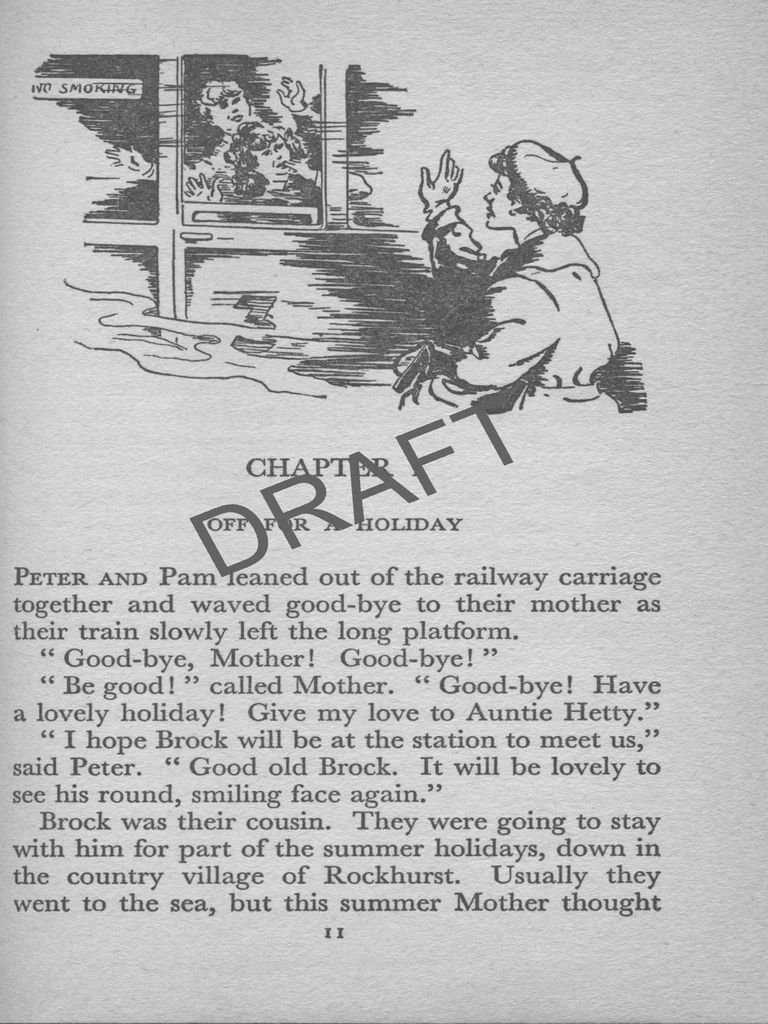 NO SMOKING
CHAPTER
OFF FOR A HOLIDAY
DRAFT
PETER AND Pam leaned out of the railway carriage
together and waved good-bye to their mother as
their train slowly left the long platform.
“ Good-bye, Mother! Good-bye! ”
“ Be good! ” called Mother. “ Good-bye! Have
a lovely holiday! Give my love to Auntie Hetty.”
“ I hope Brock will be at the station to meet us,”
said Peter. “ Good old Brock. It will be lovely to
see his round, smiling face again.”
Brock was their cousin. They were going to stay
with him for part of the summer holidays, down in
the country village of Rockhurst. Usually they
went to the sea, but this summer Mother thought
11